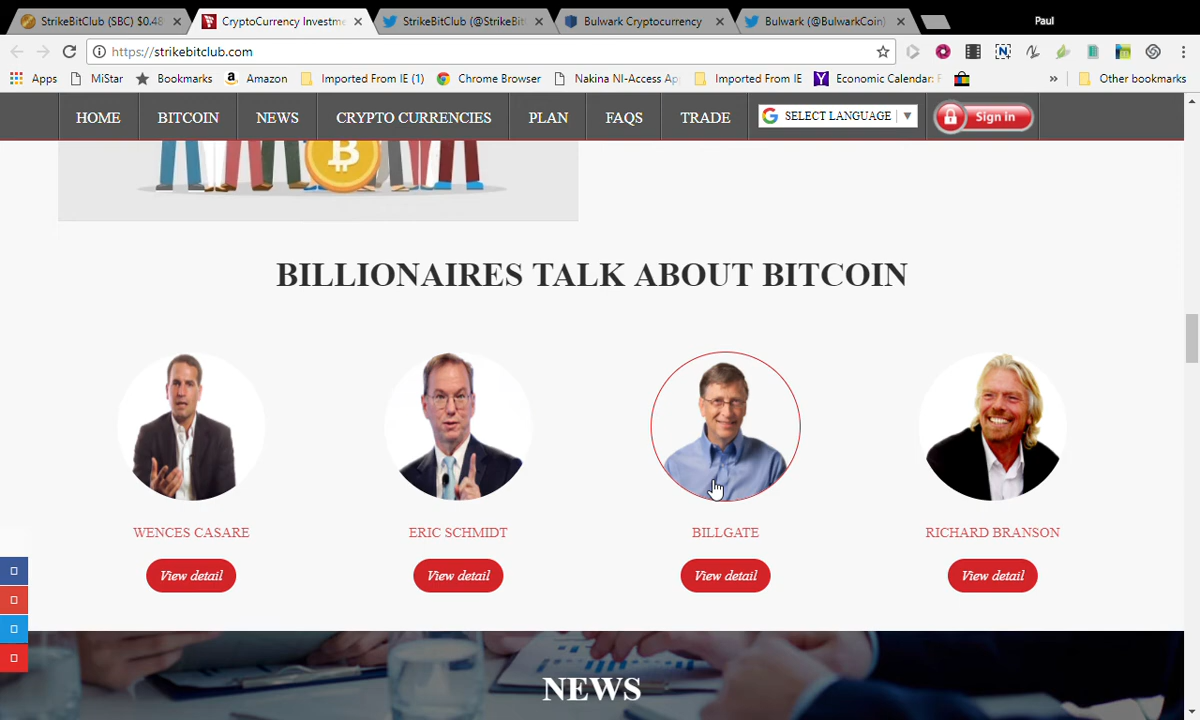 StrikeBitClub (SBC) $0.48
CryptoCurrency Investme
StrikeBitClub (@StrikeBit
Bulwark Cryptocurrency
Bulwark (@BulwarkCoin)
Paul
https://strikebitclub.com
Apps
MiStar
Bookmarks
Amazon
Imported From IE (1)
Chrome Browser
Nakina NI-Access Ap
Imported From IE
Economic Calendar: F
»
Other bookmarks
HOME
BITCOIN
NEWS
CRYPTO CURRENCIES
PLAN
FAQS
TRADE
SELECT LANGUAGE
Sign in
BILLIONAIRES TALK ABOUT BITCOIN
WENCES CASARE
ERIC SCHMIDT
BILLGATE
RICHARD BRANSON
View detail
View detail
View detail
View detail
NEWS